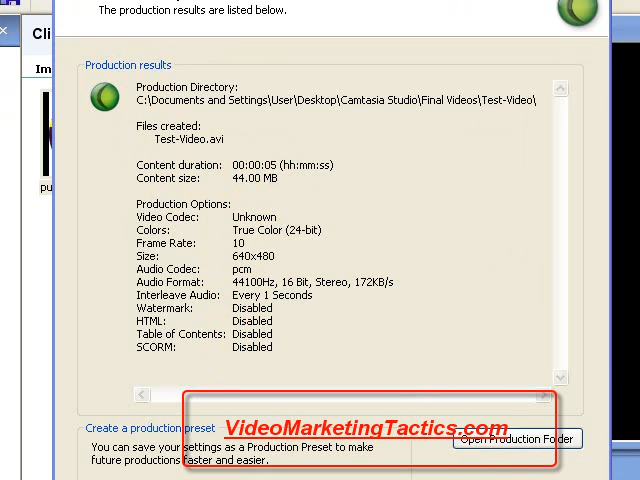 The production results are listed below.
Cli
Im
pu
Production results
Production Directory:
C:\Documents and Settings\User\Desktop\Camtasia Studio\Final Videos\Test-Video\
Files created:
Test-Video.avi
Content duration: 00:00:05 (hh:mm:ss)
Content size: 44.00 MB
Production Options:
Video Codec: Unknown
Colors: True Color (24-bit)
Frame Rate: 10
Size: 640x480
Audio Codec: pcm
Audio Format: 44100Hz, 16 Bit, Stereo, 172KB/s
Interleave Audio: Every 1 Seconds
Watermark: Disabled
HTML: Disabled
Table of Contents: Disabled
SCORM: Disabled
Create a production preset
VideoMarketingTactics.com
Open Production Folder
You can save your settings as a Production Preset to make
future productions faster and easier.